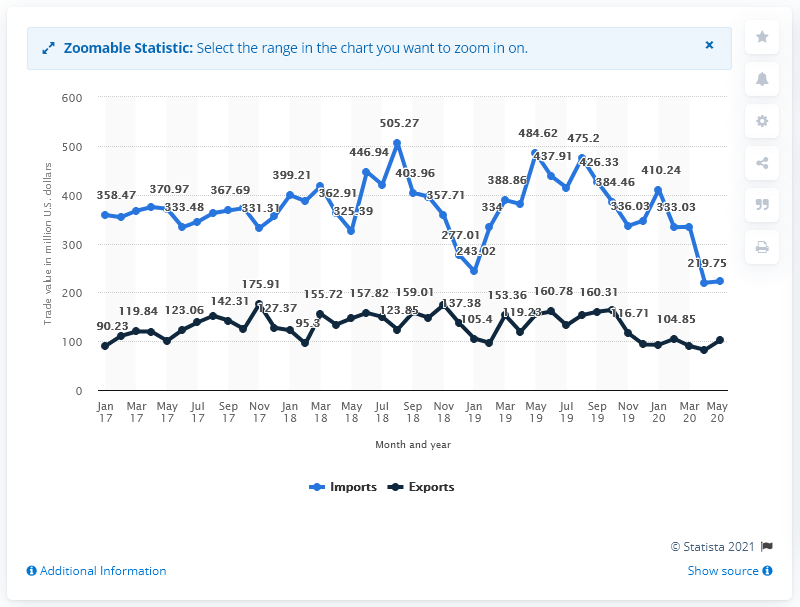 Zoomable Statistic: Select the range in the chart you want to zoom in on.
×
600
500
400
300
200
100
0
Trade value in million U.S. dollars
358.47 370.97 333.48 367.69 331.31 399.21 362.91 325.39 446.94 505.27 403.96 357.71 277.01 243.02 334 388.86 484.62 437.91 475.2 426.33 384.46 336.03 410.24 333.03 219.75
90.23 119.84 123.06 142.31 175.91 127.37 95.3 155.72 157.82 123.85 159.01 137.38 105.4 153.36 119.23 160.78 160.31 116.71 104.85
Jan 17 Mar 17 May 17 Jul 17 Sep 17 Nov 17 Jan 18 Mar 18 May 18 Jul 18 Sep 18 Nov 18 Jan 19 Mar 19 May 19 Jul 19 Sep 19 Nov 19 Jan 20 Mar 20 May 20
Month and year
Imports Exports
© Statista 2021
Additional Information
Show source